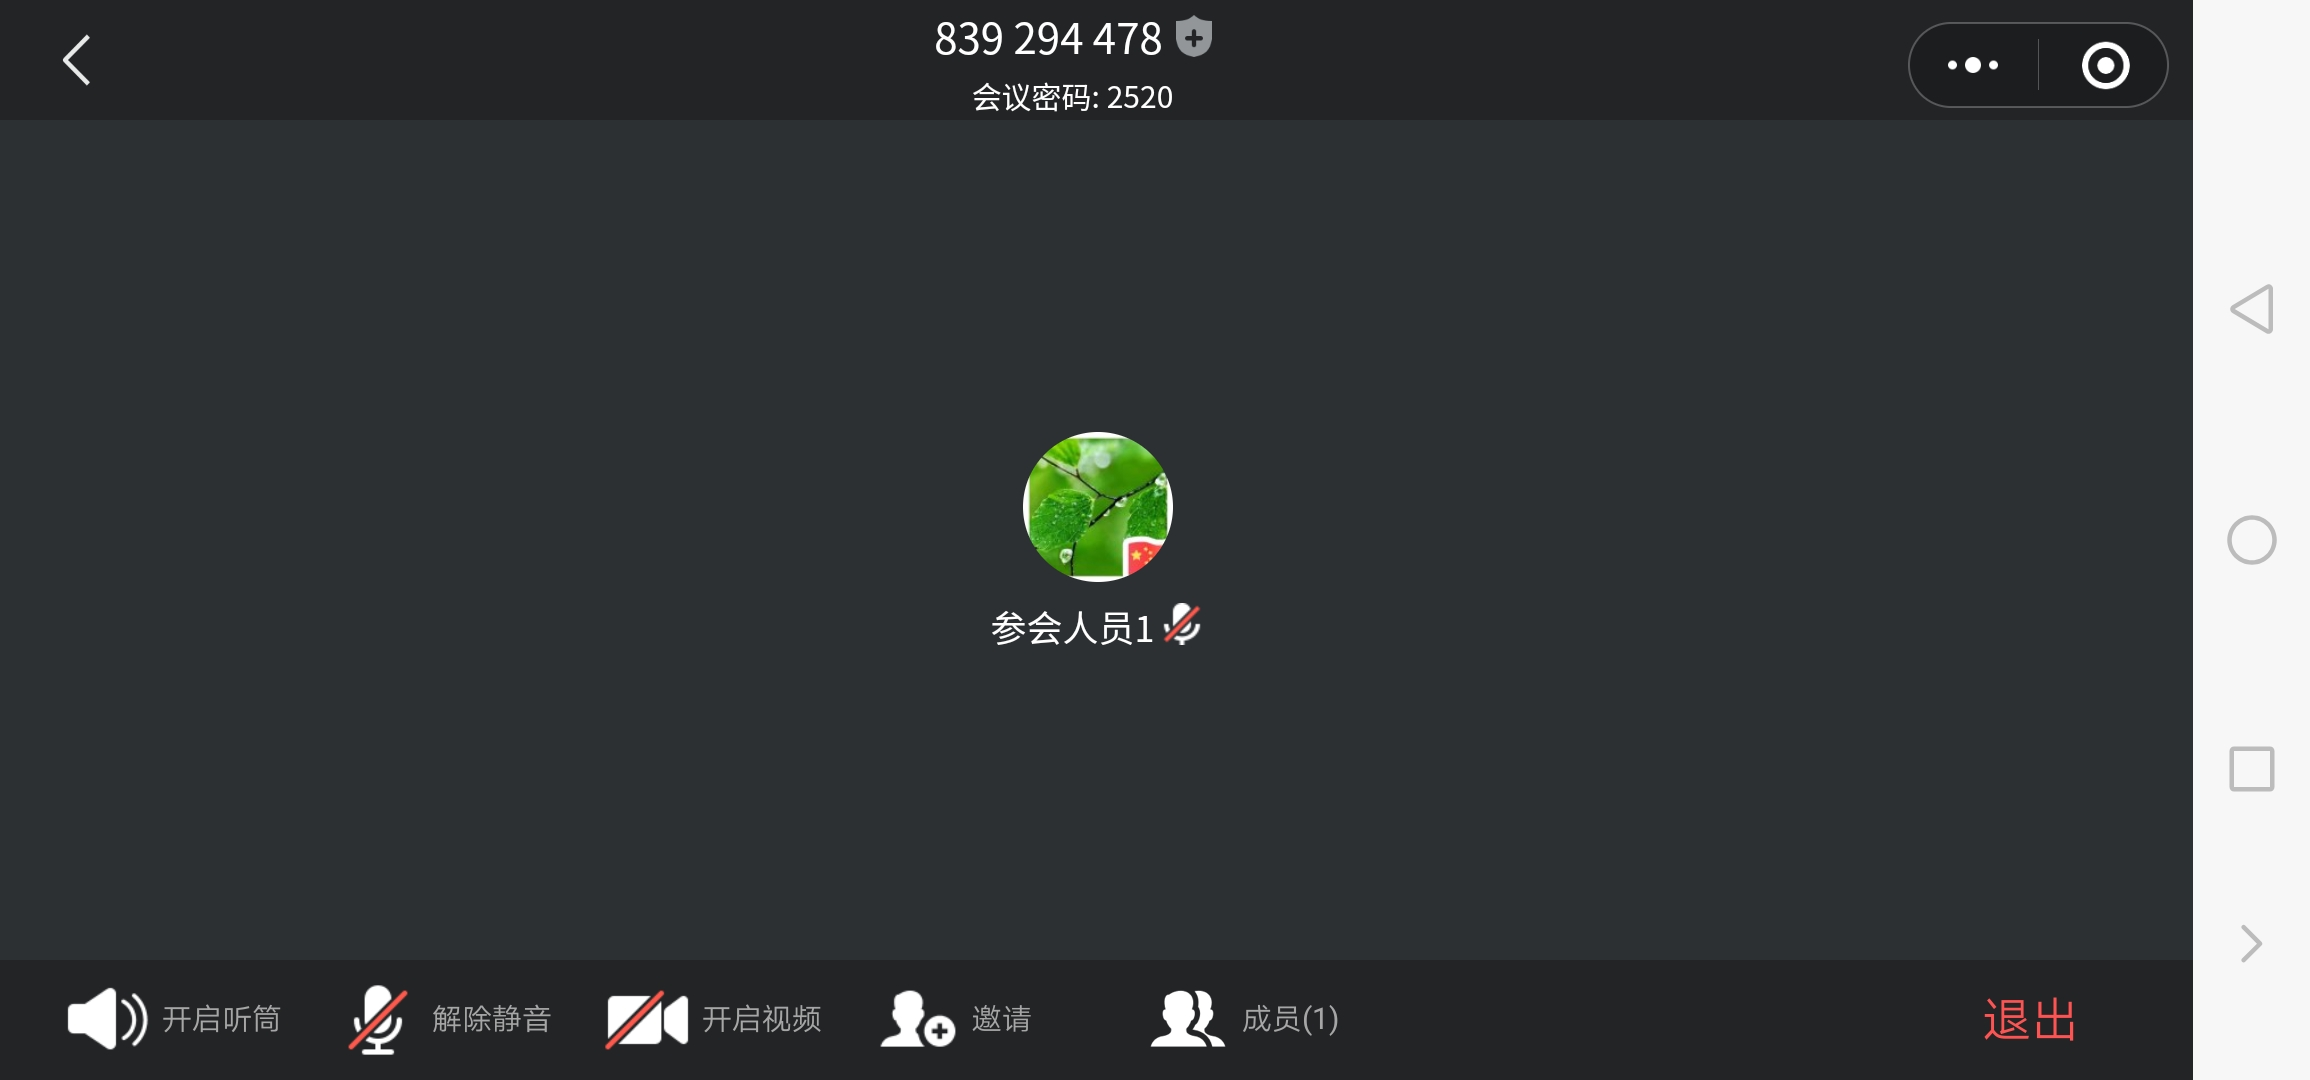 839 294 478
会议密码: 2520
参会人员1
开启听筒
解除静音
开启视频
邀请
成员(1)
退出